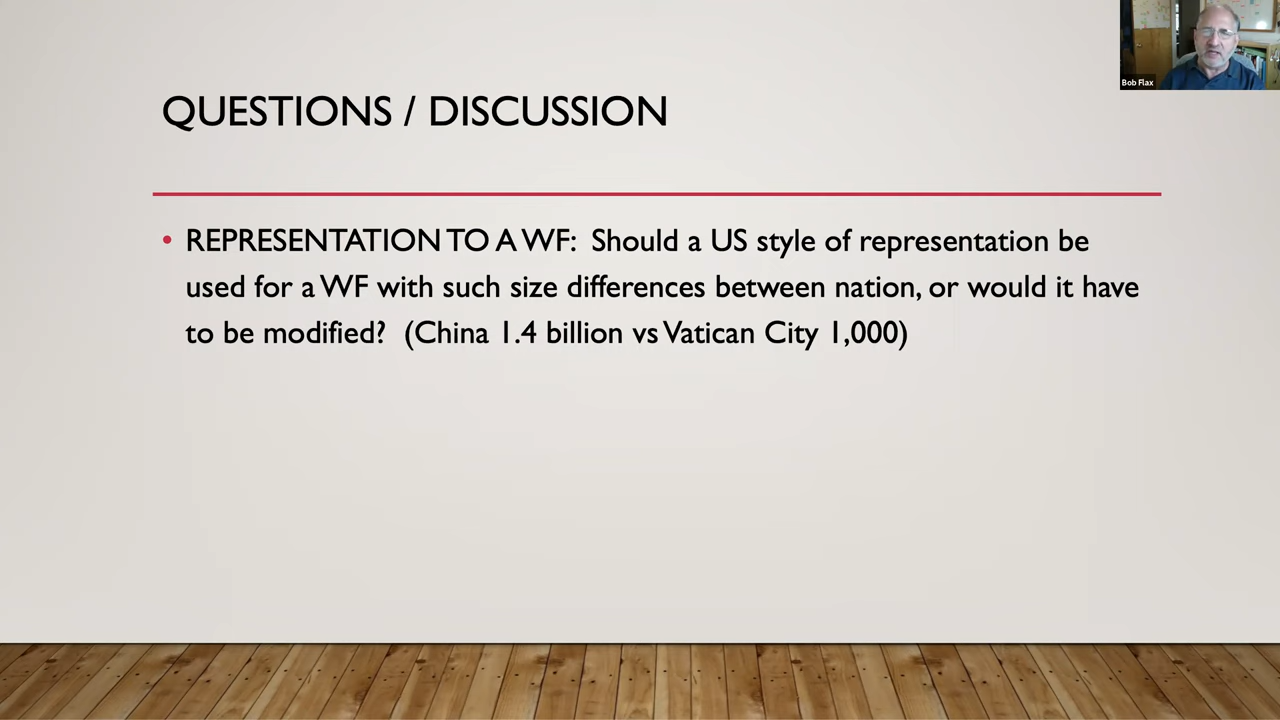 Bob Flax
QUESTIONS / DISCUSSION
• REPRESENTATION TO A WF: Should a US style of representation be
used for a WF with such size differences between nation, or would it have
to be modified? (China 1.4 billion vs Vatican City 1,000)